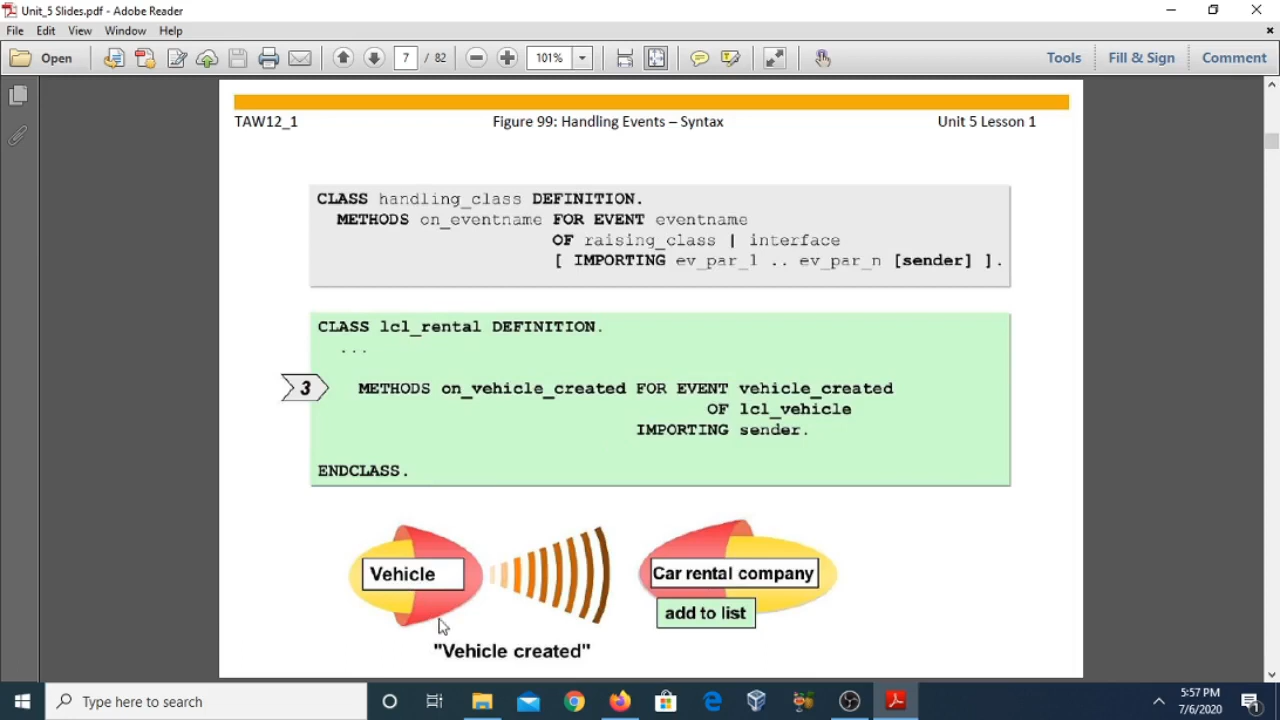 Unit_5 Slides.pdf - Adobe Reader
File Edit View Window Help
Open 7 / 82 101% Tools Fill & Sign Comment
TAW12_1 Figure 99: Handling Events – Syntax Unit 5 Lesson 1
CLASS handling_class DEFINITION.
METHODS on_eventname FOR EVENT eventname
OF raising_class | interface
[ IMPORTING ev_par_1 .. ev_par_n [sender] ].
CLASS lcl_rental DEFINITION.
...
3 METHODS on_vehicle_created FOR EVENT vehicle_created
OF lcl_vehicle
IMPORTING sender.
ENDCLASS.
Vehicle Car rental company
add to list
"Vehicle created"
Type here to search
5:57 PM
7/6/2020
1